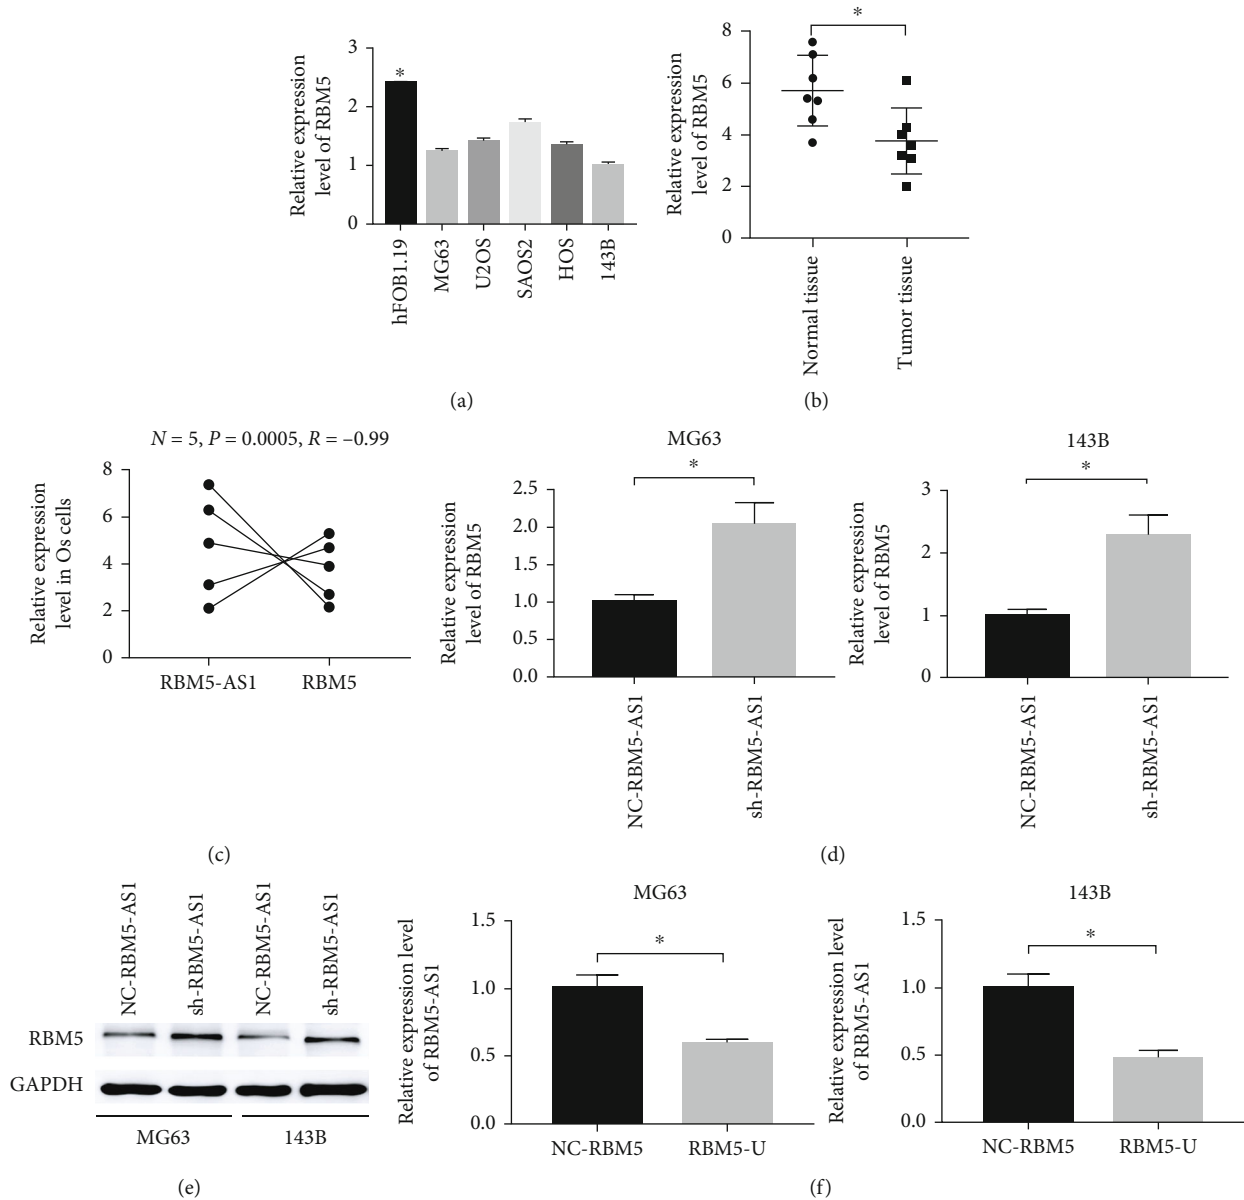 Relative expression
level of RBM5
3
2
1
0
*
hFOB1.19
MG63
U2OS
SAOS2
HOS
143B
(a)
Relative expression
level of RBM5
8
6
4
2
0
*
Normal tissue
Tumor tissue
(b)
N = 5, P = 0.0005, R = –0.99
Relative expression
level in Os cells
8
6
4
2
0
RBM5-AS1
RBM5
(c)
MG63
Relative expression
level of RBM5
2.5
2.0
1.5
1.0
0.5
0.0
*
NC-RBM5-AS1
sh-RBM5-AS1
143B
Relative expression
level of RBM5
3
2
1
0
*
NC-RBM5-AS1
sh-RBM5-AS1
(d)
NC-RBM5-AS1
sh-RBM5-AS1
NC-RBM5-AS1
sh-RBM5-AS1
RBM5
GAPDH
MG63
143B
(e)
MG63
Relative expression level
of RBM5-AS1
1.5
1.0
0.5
0.0
*
NC-RBM5
RBM5-U
143B
Relative expression level
of RBM5-AS1
1.5
1.0
0.5
0.0
*
NC-RBM5
RBM5-U
(f)